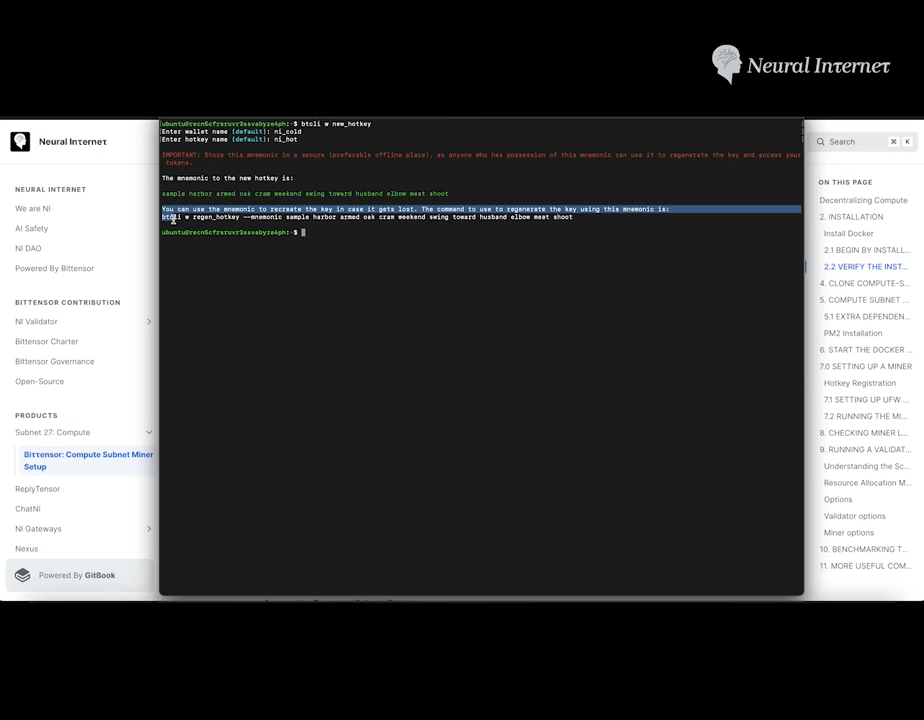 Neural Internet
ubuntu@recn5cfrsruvr3ssvabyze4ph:~$ btcli w new_hotkey
Enter wallet name (default): ni_cold
Enter hotkey name (default): ni_hot
IMPORTANT: Store this mnemonic in a secure (preferable offline place), as anyone who has possession of this mnemonic can use it to regenerate the key and access your
tokens.
The mnemonic to the new hotkey is:
sample harbor armed oak cram weekend swing toward husband elbow meat shoot
You can use the mnemonic to recreate the key in case it gets lost. The command to use to regenerate the key using this mnemonic is:
btcli w regen_hotkey --mnemonic sample harbor armed oak cram weekend swing toward husband elbow meat shoot
ubuntu@recn5cfrsruvr3ssvabyze4ph:~$
Neural Iητerneτ
NEURAL INTERNET
We are NI
AI Safety
NI DAO
Powered By Bittensor
BITTENSOR CONTRIBUTION
NI Validator
Bittensor Charter
Bittensor Governance
Open-Source
PRODUCTS
Subnet 27: Compute
Biττensor: Compute Subnet Miner
Setup
ReplyTensor
ChatNI
NI Gateways
Nexus
Powered By GitBook
Search
⌘ K
ON THIS PAGE
Decentralizing Compute
2. INSTALLATION
Install Docker
2.1 BEGIN BY INSTALL...
2.2 VERIFY THE INST...
4. CLONE COMPUTE-S...
5. COMPUTE SUBNET ...
5.1 EXTRA DEPENDEN...
PM2 Installation
6. START THE DOCKER ...
7.0 SETTING UP A MINER
Hotkey Registration
7.1 SETTING UP UFW ...
7.2 RUNNING THE MI...
8. CHECKING MINER L...
9. RUNNING A VALIDAT...
Understanding the Sc...
Resource Allocation M...
Options
Validator options
Miner options
10. BENCHMARKING T...
11. MORE USEFUL COM...